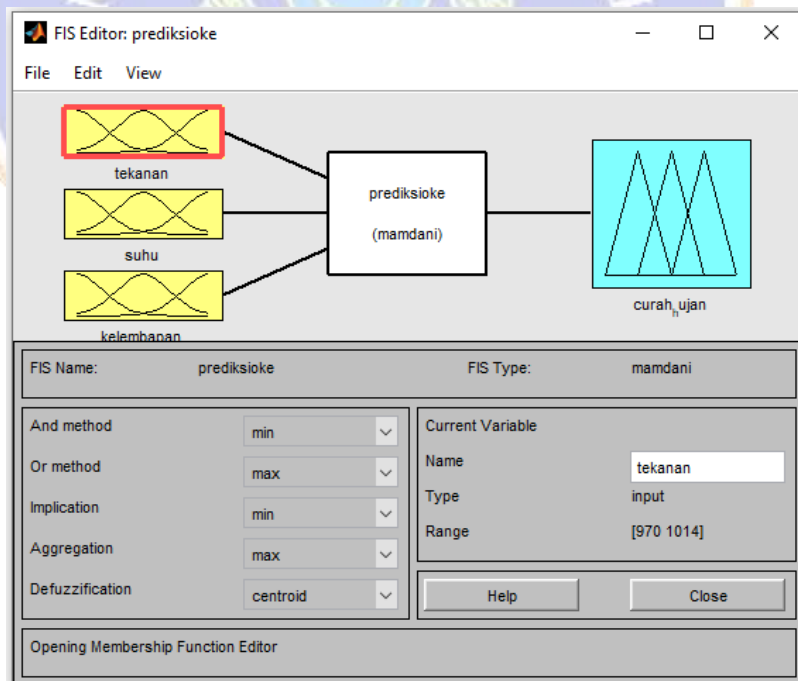 FIS Editor: prediksioke
File Edit View
tekanan
suhu
kelembapan
prediksioke
(mamdani)
curahhujan
FIS Name: prediksioke FIS Type: mamdani
And method min
Or method max
Implication min
Aggregation max
Defuzzification centroid
Current Variable
Name tekanan
Type input
Range [970 1014]
Help Close
Opening Membership Function Editor